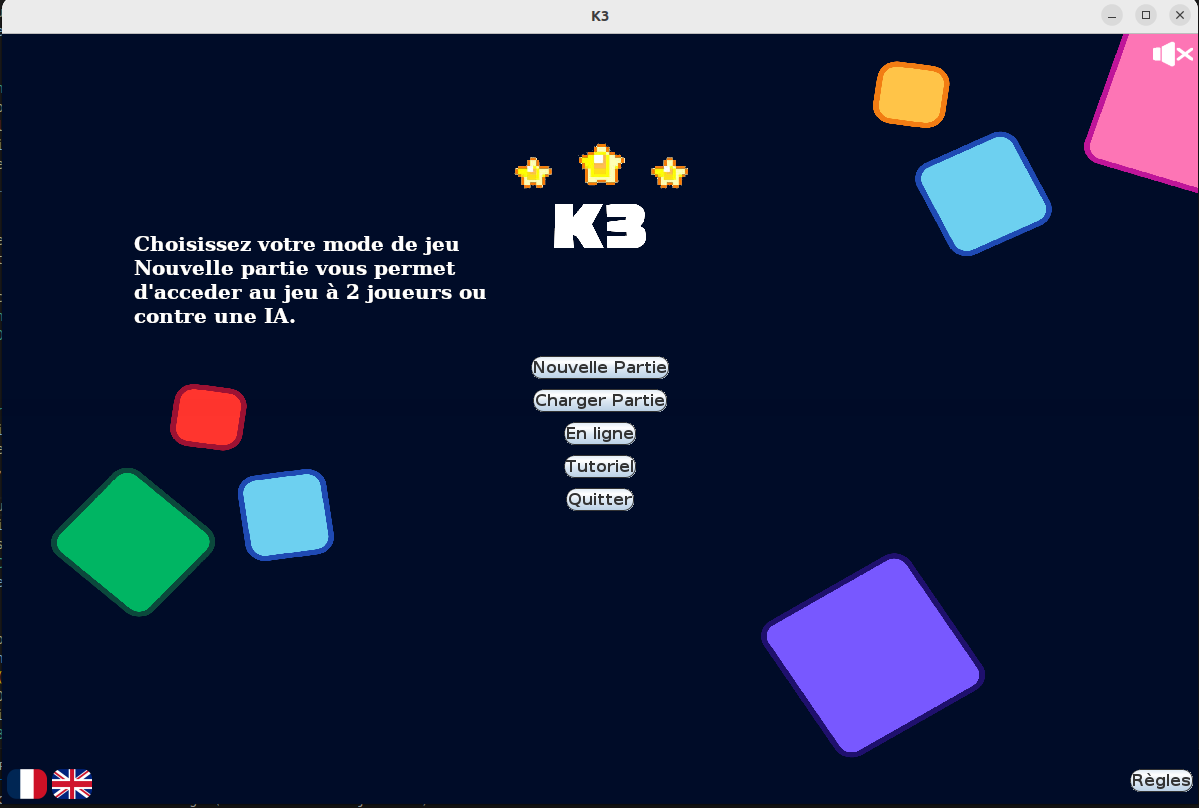 K3
K3
Choisissez votre mode de jeu
Nouvelle partie vous permet
d'acceder au jeu à 2 joueurs ou
contre une IA.
Nouvelle Partie
Charger Partie
En ligne
Tutoriel
Quitter
Règles